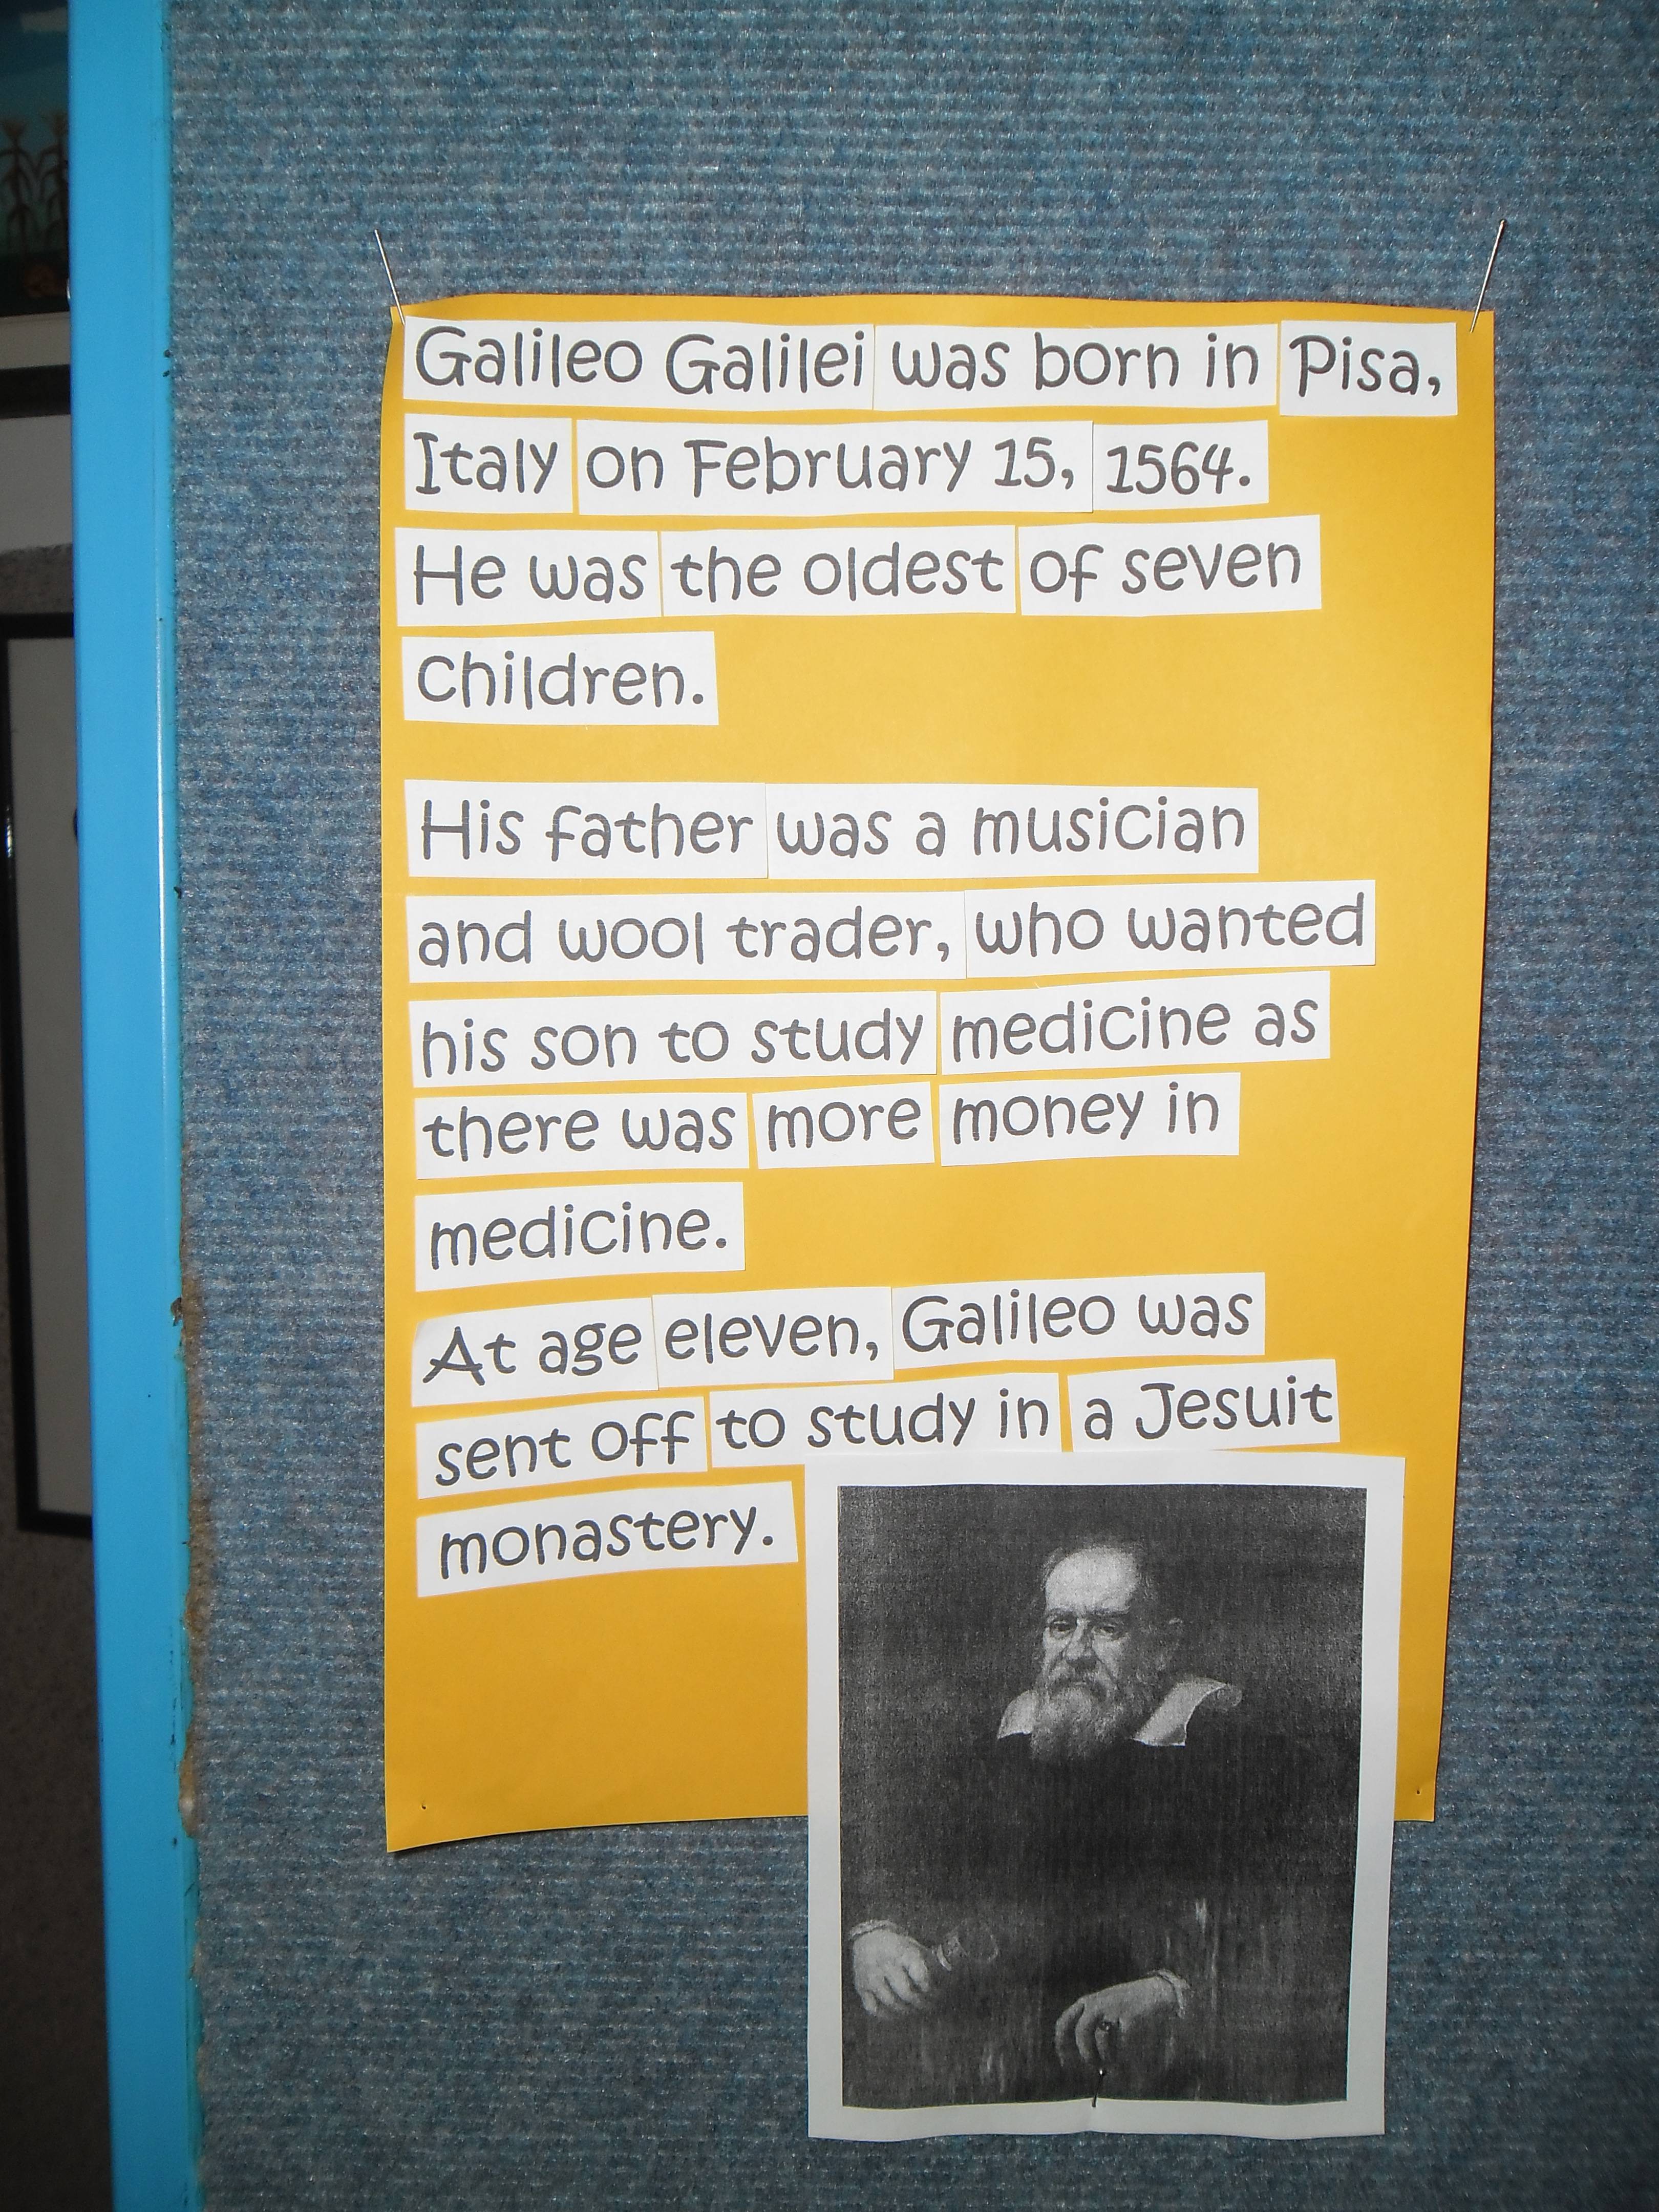 Galileo Galilei was born in Pisa,
Italy on February 15, 1564.
He was the oldest of seven
children.
His father was a musician
and wool trader, who wanted
his son to study medicine as
there was more money in
medicine.
At age eleven, Galileo was
sent off to study in a Jesuit
monastery.